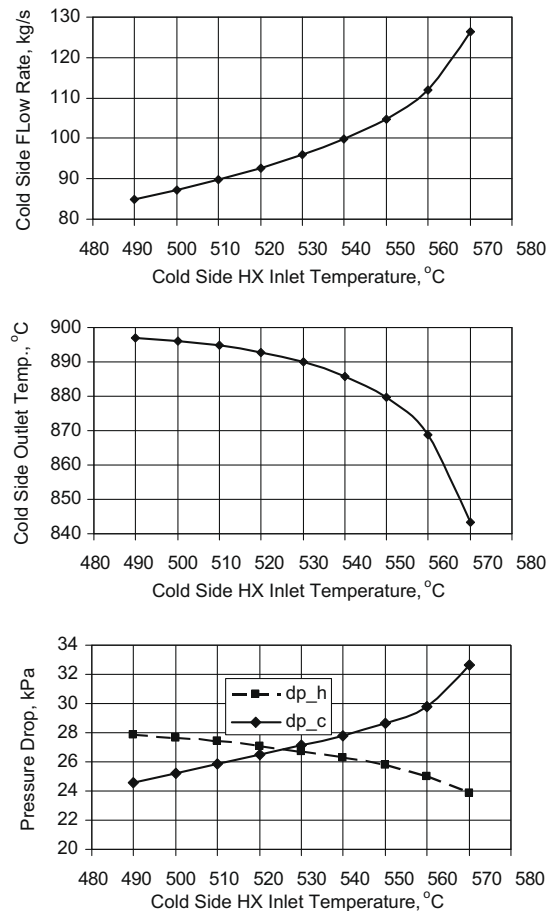 Cold Side FLow Rate, kg/s
130
120
110
100
90
80
480 490 500 510 520 530 540 550 560 570 580
Cold Side HX Inlet Temperature, °C
Cold Side Outlet Temp., °C
900
890
880
870
860
850
840
480 490 500 510 520 530 540 550 560 570 580
Cold Side HX Inlet Temperature, °C
Pressure Drop, kPa
34
32
30
28
26
24
22
20
dp_h
dp_c
480 490 500 510 520 530 540 550 560 570 580
Cold Side HX Inlet Temperature, °C